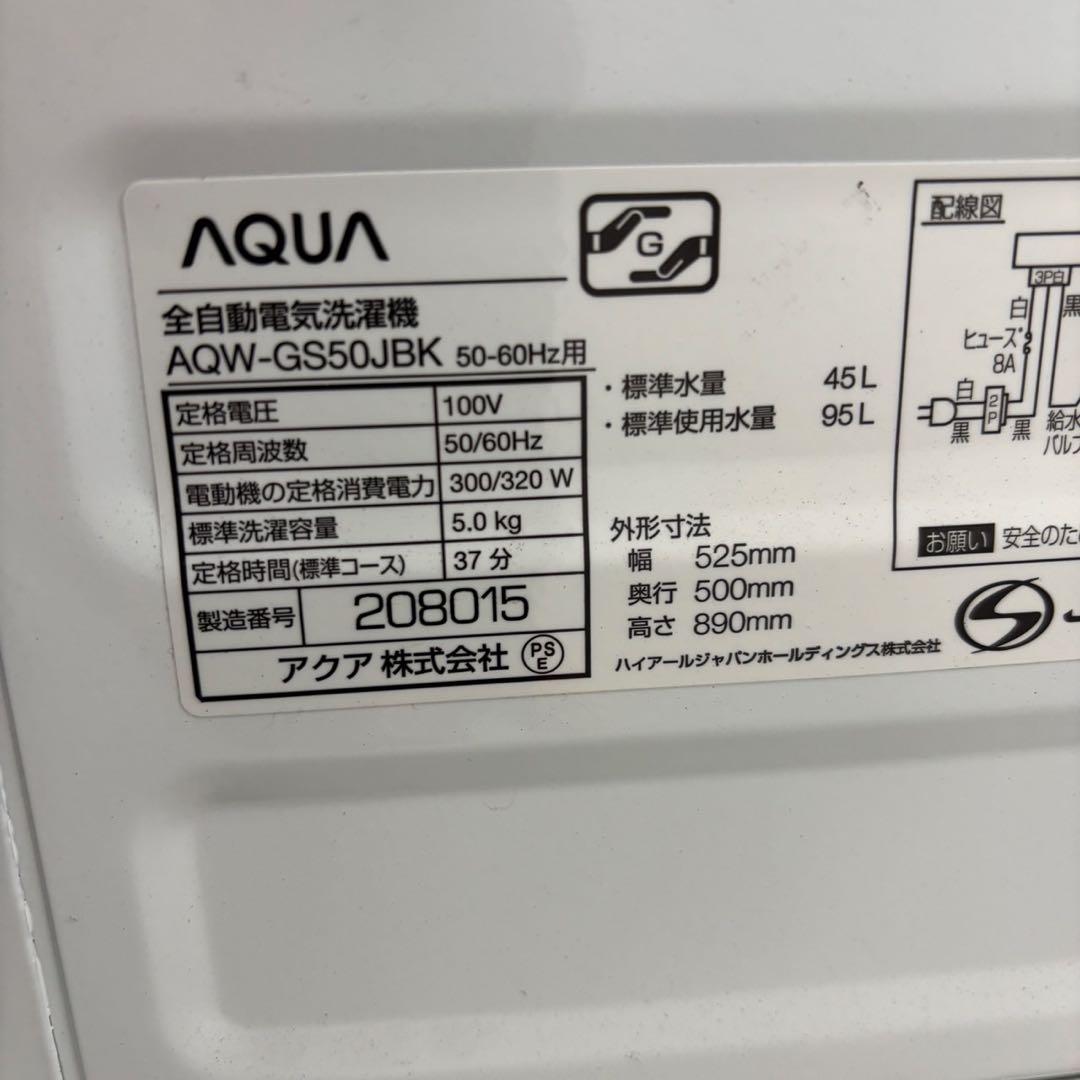 AQUA
G
全自動電気洗濯機
AQW-GS50JBK 50-60Hz用
定格電圧 100V
定格周波数 50/60Hz
電動機の定格消費電力 300/320 W
標準洗濯容量 5.0 kg
定格時間(標準コース) 37 分
製造番号 208015
アクア 株式会社 PSE
・標準水量 45L
・標準使用水量 95L
外形寸法
幅 525mm
奥行 500mm
高さ 890mm
ハイアールジャパンホールディングス株式会社
配線図
3P白
白 黒
ヒューズ
8A
白
2P
黒 黒
給水
バルブ
お願い 安全のため